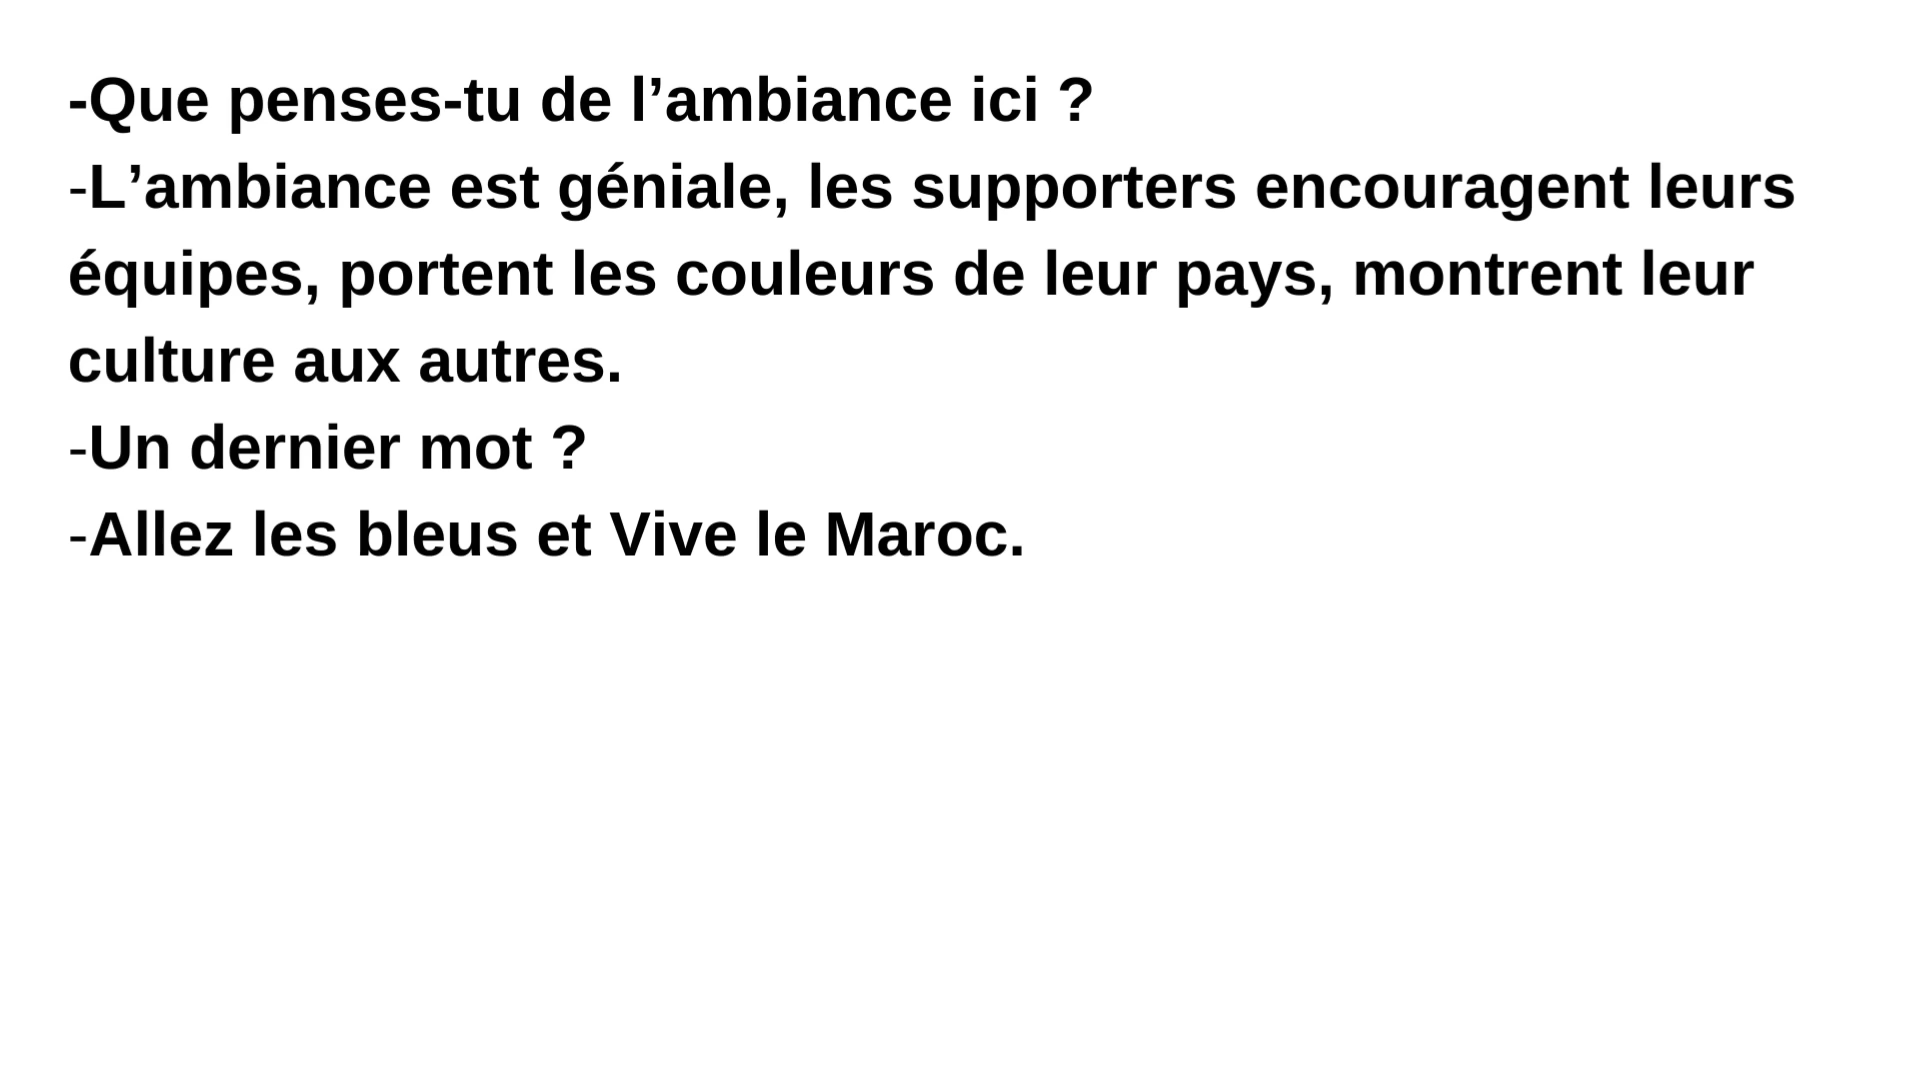 -Que penses-tu de l’ambiance ici ?
-L’ambiance est géniale, les supporters encouragent leurs
équipes, portent les couleurs de leur pays, montrent leur
culture aux autres.
-Un dernier mot ?
-Allez les bleus et Vive le Maroc.